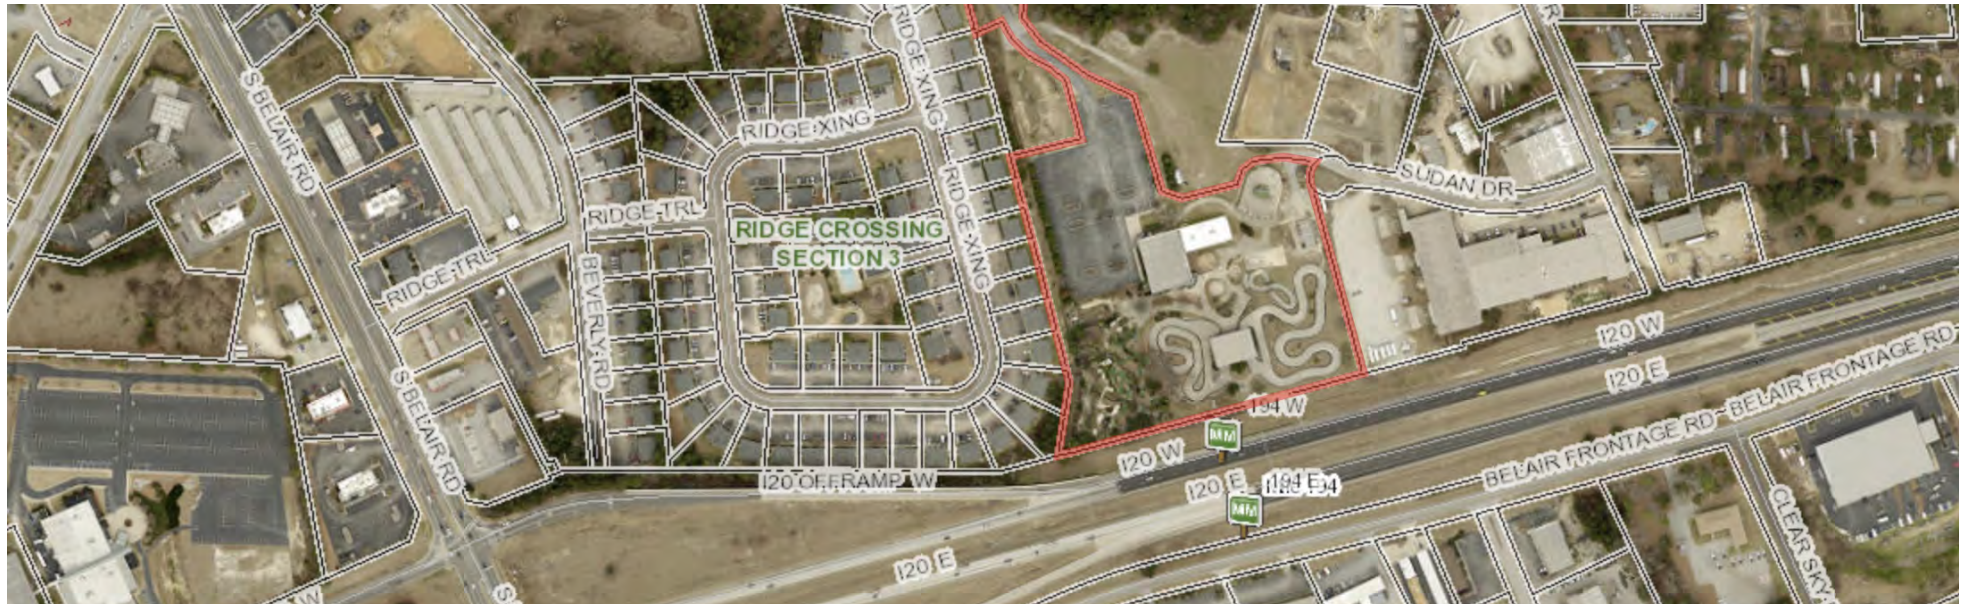 S BELAIR RD
RIDGE XING
RIDGE XING
RIDGE XING
RIDGE TRL
RIDGE TRL
RIDGE CROSSING
SECTION 3
BEVERLY RD
S BELAIR RD
SUDAN DR
I20 W
I20 E
194 W
MM
I20 W
I20 E
194 E
MM
I20 OFFRAMP W
I20 E
BELAIR FRONTAGE RD
BELAIR FRONTAGE RD
CLEAR SKY
W
S